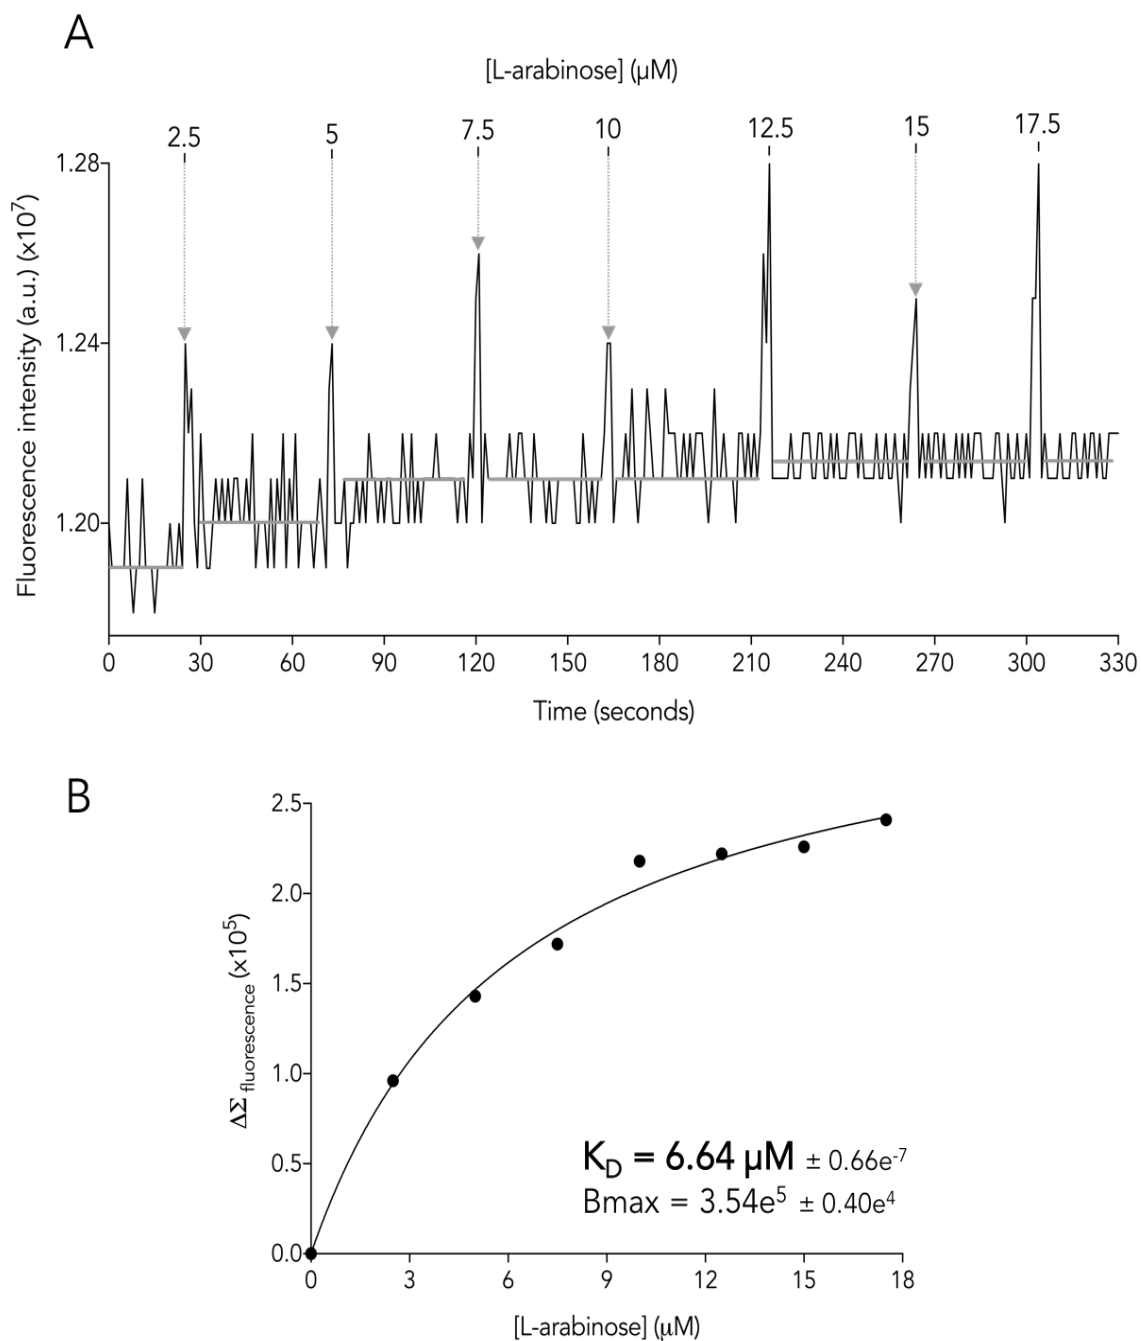 A
[L-arabinose] (µM)
2.5 5 7.5 10 12.5 15 17.5
Fluorescence intensity (a.u.) (x10⁷)
1.28
1.24
1.20
0 30 60 90 120 150 180 210 240 270 300 330
Time (seconds)
B
ΔΣ fluorescence (x10⁵)
2.5
2.0
1.5
1.0
0.5
0.0
K_D = 6.64 µM ± 0.66e⁻⁷
Bmax = 3.54e⁵ ± 0.40e⁴
0 3 6 9 12 15 18
[L-arabinose] (µM)